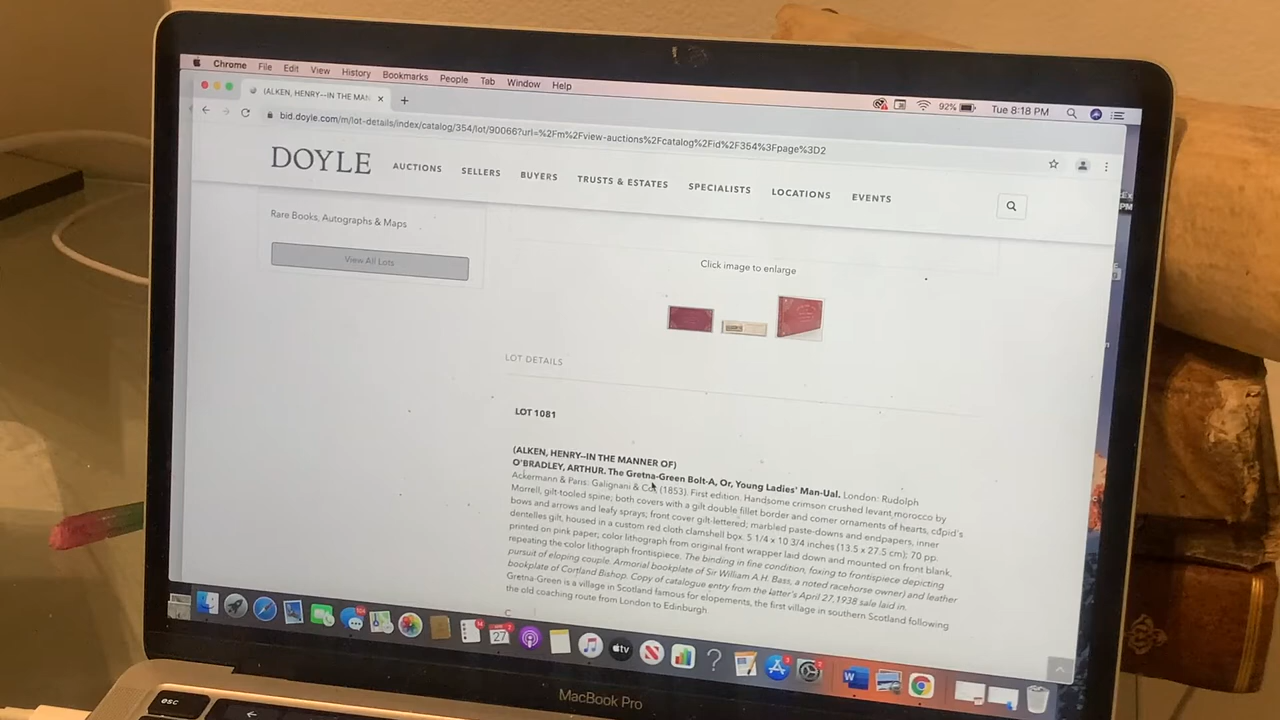 Chrome File Edit View History Bookmarks People Tab Window Help
92% Tue 8:18 PM
(ALKEN, HENRY--IN THE MAN
bid.doyle.com/m/lot-details/index/catalog/354/lot/90066?url=%2Fm%2Fview-auctions%2Fcatalog%2Fid%2F354%3Fpage%3D2
DOYLE AUCTIONS SELLERS BUYERS TRUSTS & ESTATES SPECIALISTS LOCATIONS EVENTS
Rare Books, Autographs & Maps
View All Lots
Click image to enlarge
LOT DETAILS
LOT 1081
(ALKEN, HENRY--IN THE MANNER OF)
O'BRADLEY, ARTHUR. The Gretna-Green Bolt-A, Or, Young Ladies' Man-Ual. London: Rudolph
Ackermann & Paris: Galignani & Co, (1853). First edition. Handsome crimson crushed levant morocco by
Morrell, gilt-tooled spine; both covers with a gilt double fillet border and corner ornaments of hearts, cupid's
bows and arrows and leafy sprays; front cover gilt-lettered; marbled paste-downs and endpapers, inner
dentelles gilt, housed in a custom red cloth clamshell box. 5 1/4 x 10 3/4 inches (13.5 x 27.5 cm); 70 pp.
printed on pink paper; color lithograph from original front wrapper laid down and mounted on front blank,
repeating the color lithograph frontispiece. The binding in fine condition, foxing to frontispiece depicting
pursuit of eloping couple. Armorial bookplate of Sir William A.H. Bass, a noted racehorse owner) and leather
bookplate of Cortland Bishop. Copy of catalogue entry from the latter's April 27,1938 sale laid in.
Gretna-Green is a village in Scotland famous for elopements, the first village in southern Scotland following
the old coaching route from London to Edinburgh.
C
27
tv
W
MacBook Pro
esc